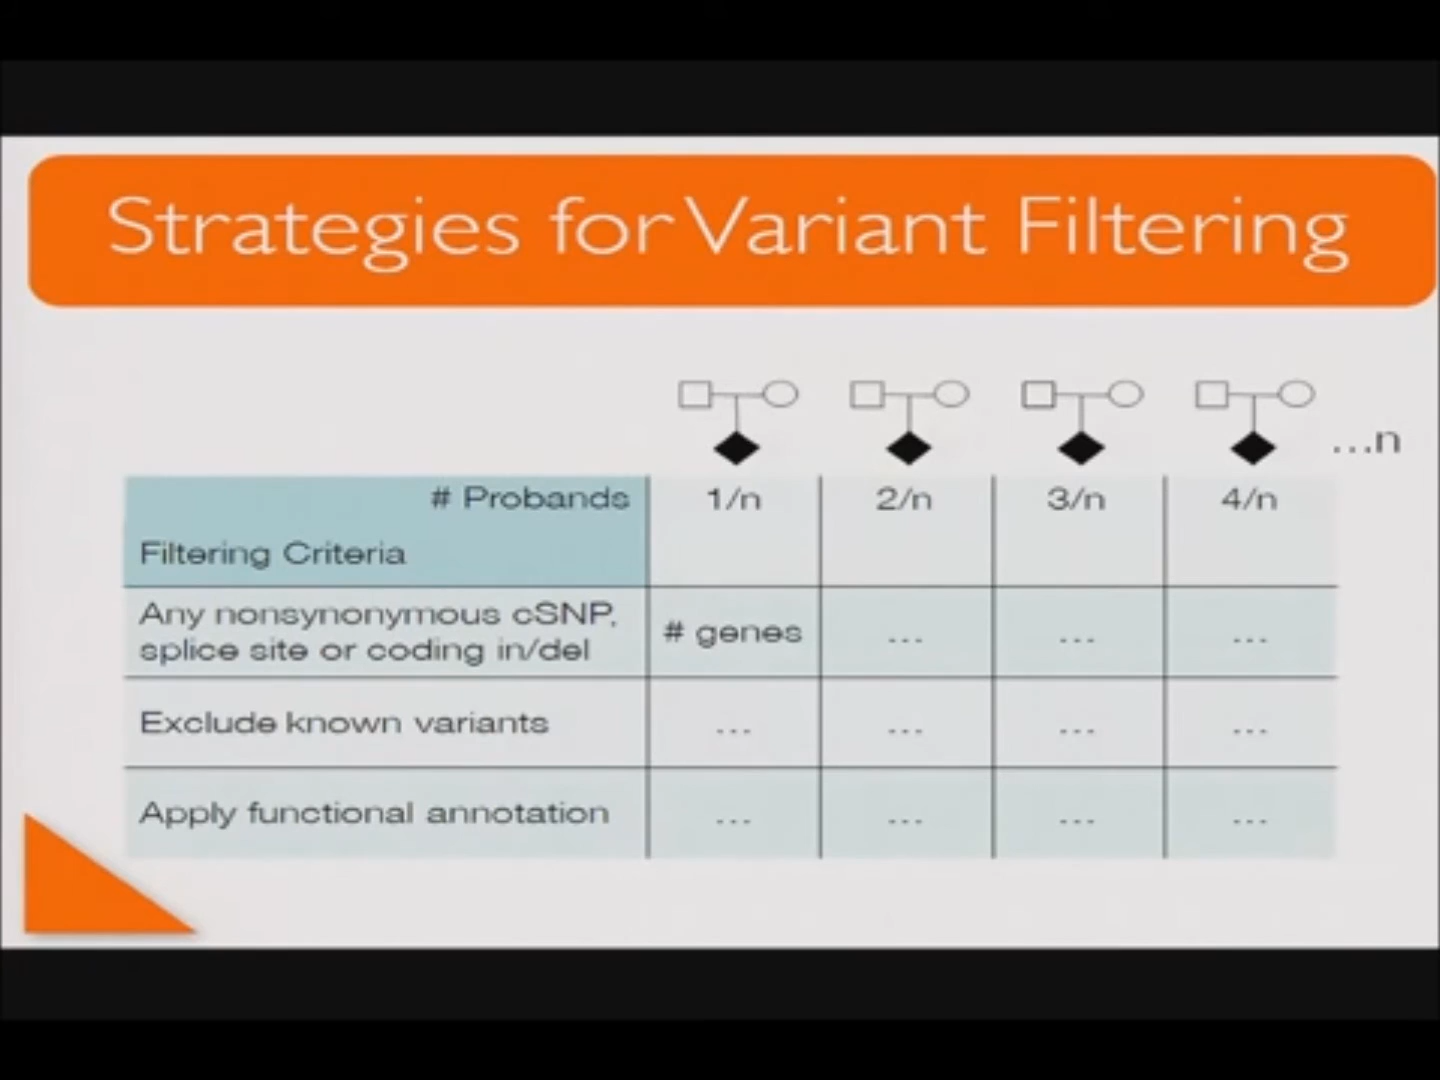 Strategies for Variant Filtering
...n
# Probands 1/n 2/n 3/n 4/n
Filtering Criteria
Any nonsynonymous cSNP,
splice site or coding in/del
# genes ... ... ...
Exclude known variants ... ... ... ...
Apply functional annotation ... ... ... ...